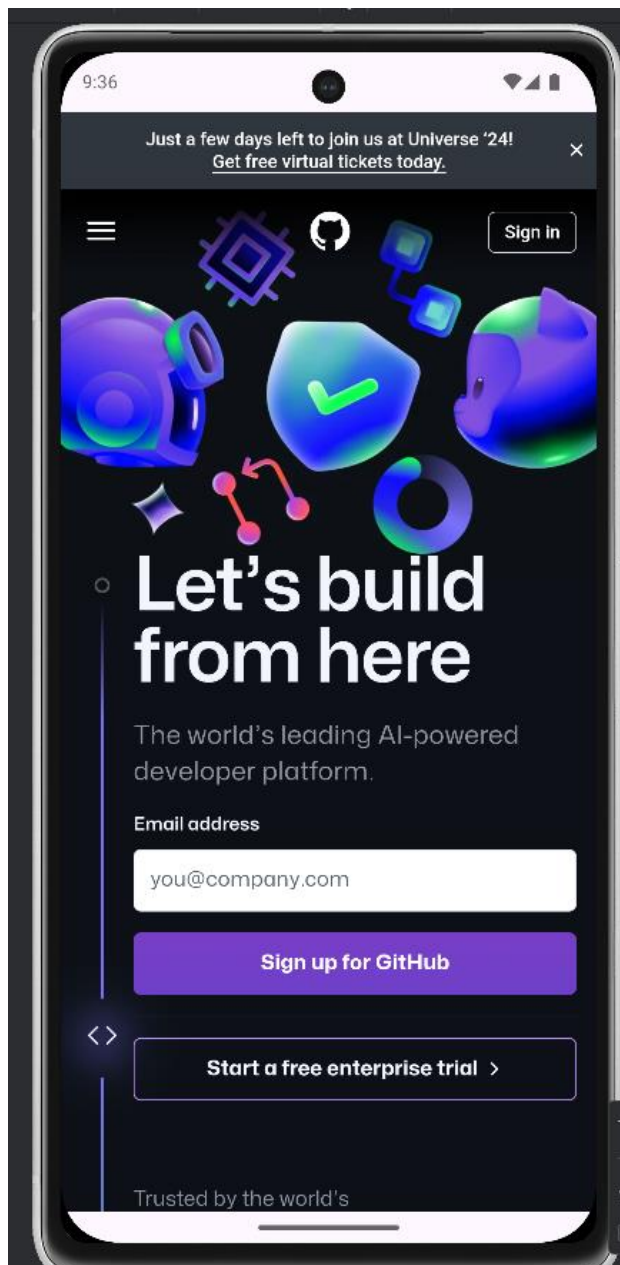 9:36
Just a few days left to join us at Universe ‘24!
Get free virtual tickets today.
Sign in
Let’s build
from here
The world’s leading AI-powered
developer platform.
Email address
you@company.com
Sign up for GitHub
Start a free enterprise trial
Trusted by the world’s